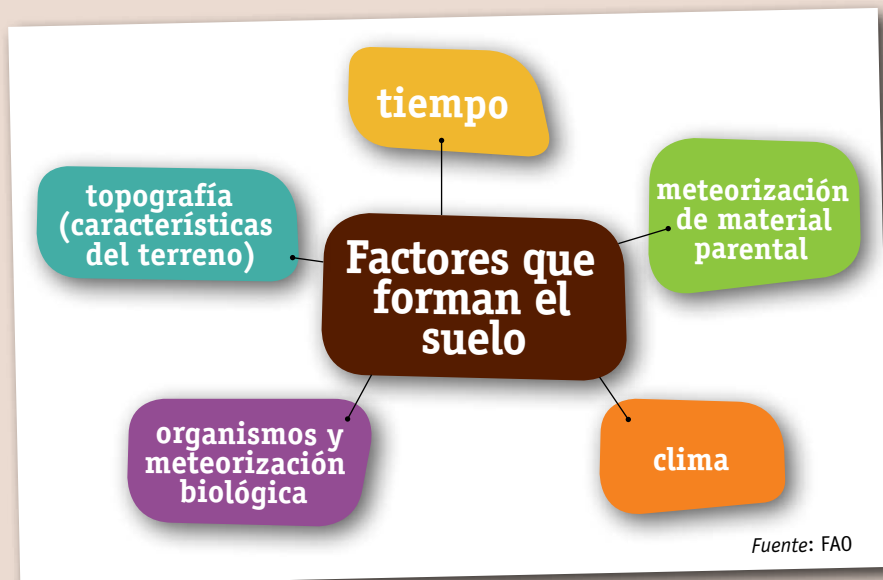 tiempo
topografía
(características
del terreno)
meteorización
de material
parental
Factores que
forman el
suelo
organismos y
meteorización
biológica
clima
Fuente: FAO